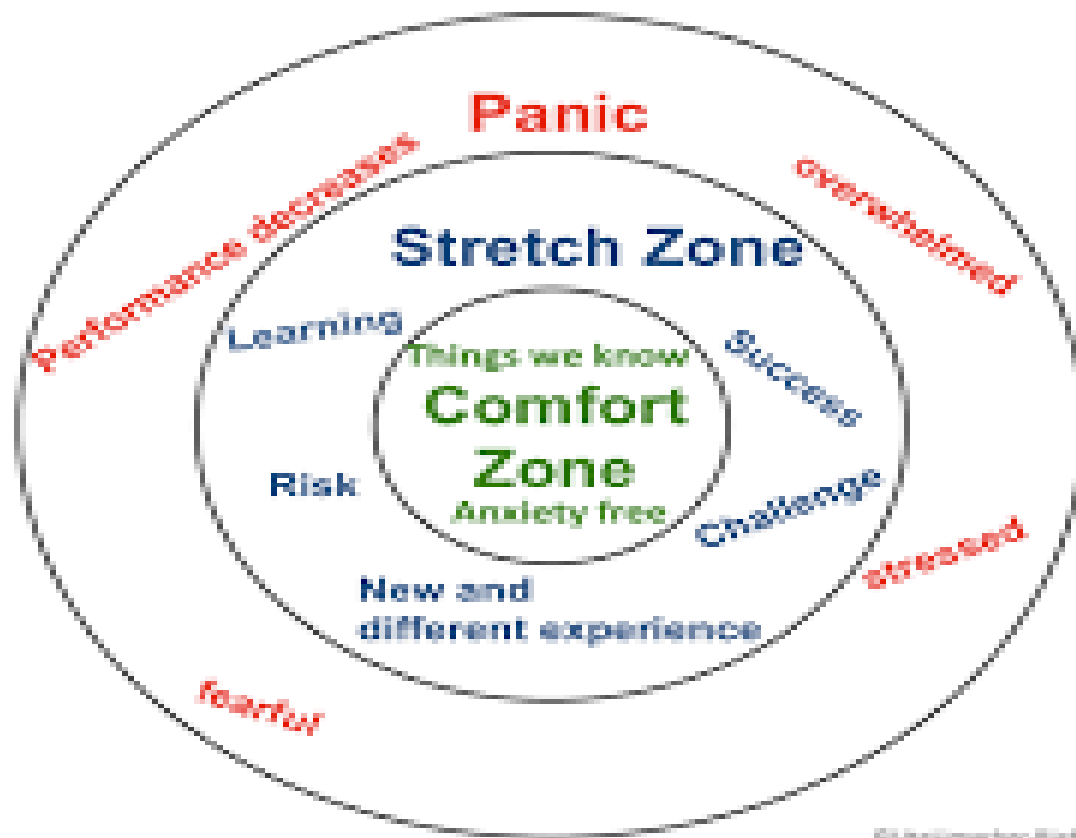 Panic
Performance decreases
overwhelmed
Stretch Zone
Learning
Things we know
Success
Comfort
Zone
Risk
Anxiety free
Challenge
stressed
New and
different experience
fearful